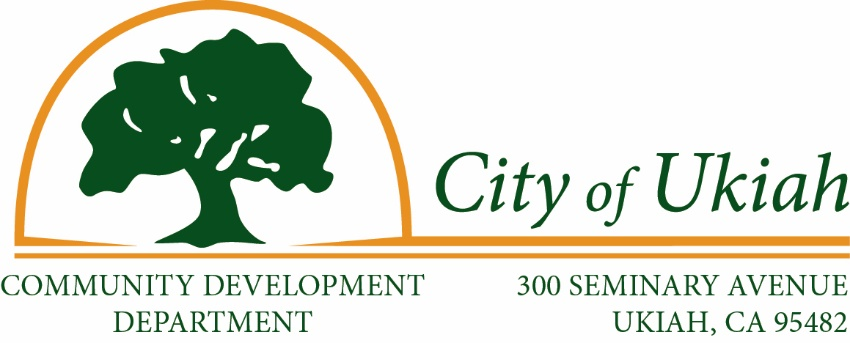 City of Ukiah
COMMUNITY DEVELOPMENT
DEPARTMENT
300 SEMINARY AVENUE
UKIAH, CA 95482